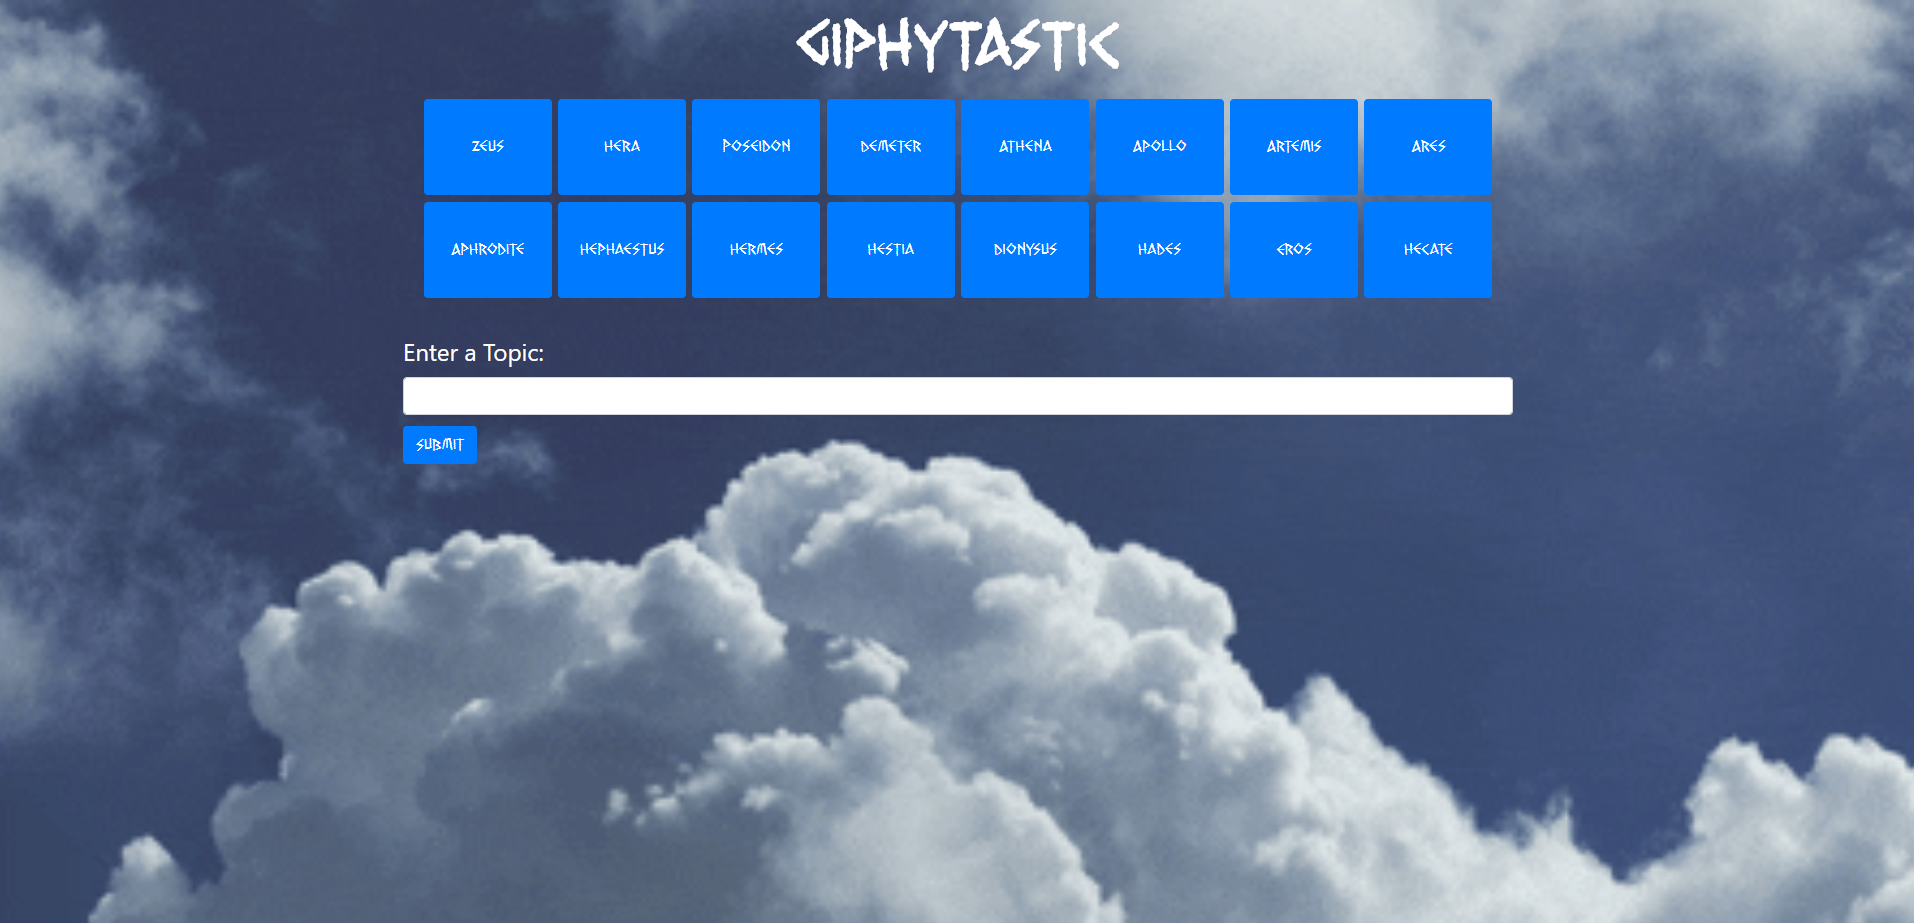 GIPHYTASTIC
ZEUS HERA POSEIDON DEMETER ATHENA APOLLO ARTEMIS ARES
APHRODITE HEPHAESTUS HERMES HESTIA DIONYSUS HADES EROS HECATE
Enter a Topic:
SUBMIT